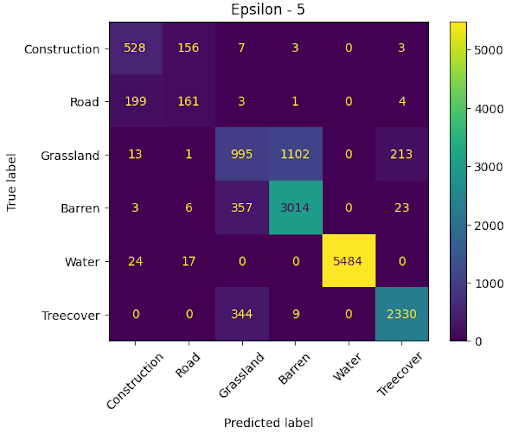 Epsilon - 5
Construction 528 156 7 3 0 3
Road 199 161 3 1 0 4
Grassland 13 1 995 1102 0 213
Barren 3 6 357 3014 0 23
Water 24 17 0 0 5484 0
Treecover 0 0 344 9 0 2330
True label
Construction Road Grassland Barren Water Treecover
Predicted label
5000
4000
3000
2000
1000
0